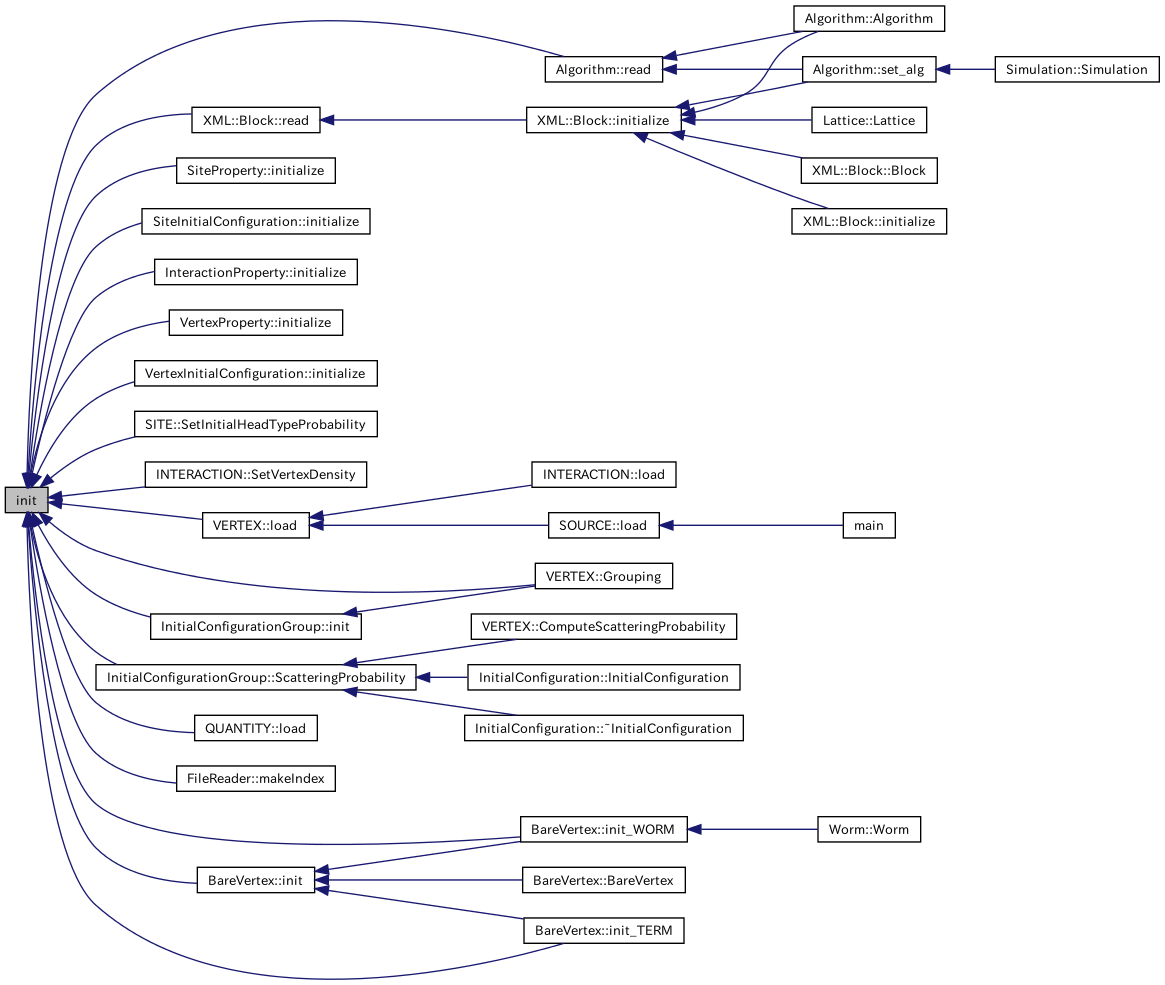 Algorithm::Algorithm
Algorithm::read
Algorithm::set_alg
Simulation::Simulation
XML::Block::read
XML::Block::initialize
Lattice::Lattice
SiteProperty::initialize
XML::Block::Block
SiteInitialConfiguration::initialize
XML::Block::initialize
InteractionProperty::initialize
VertexProperty::initialize
VertexInitialConfiguration::initialize
SITE::SetInitialHeadTypeProbability
INTERACTION::SetVertexDensity
INTERACTION::load
init
VERTEX::load
SOURCE::load
main
VERTEX::Grouping
InitialConfigurationGroup::init
VERTEX::ComputeScatteringProbability
InitialConfigurationGroup::ScatteringProbability
InitialConfiguration::InitialConfiguration
QUANTITY::load
InitialConfiguration::~InitialConfiguration
FileReader::makeIndex
BareVertex::init_WORM
Worm::Worm
BareVertex::init
BareVertex::BareVertex
BareVertex::init_TERM